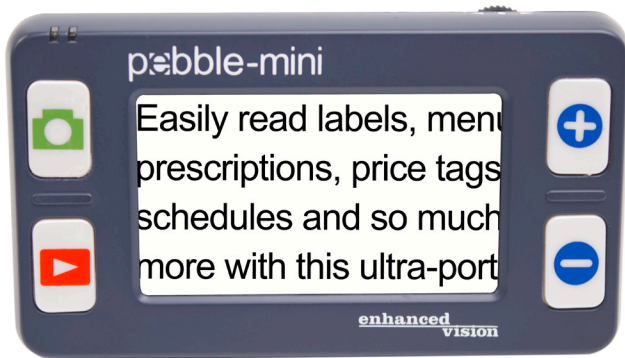 pebble-mini
Easily read labels, menu
prescriptions, price tags
schedules and so much
more with this ultra-port
enhanced
vision